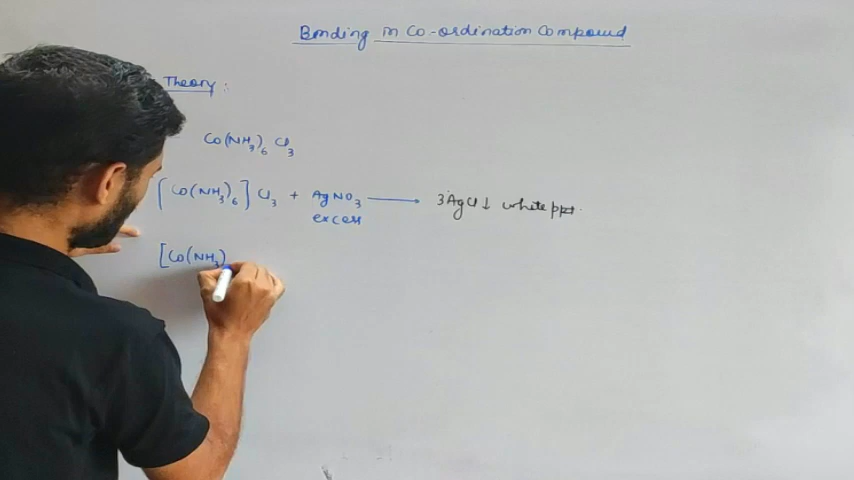 Bonding in Co-ordination Compound
Theory :
Co(NH₃)₆ Cl₃
[Co(NH₃)₆] Cl₃ + AgNO₃ ⟶ 3AgCl↓ white ppt.
excess
[Co(NH₃)